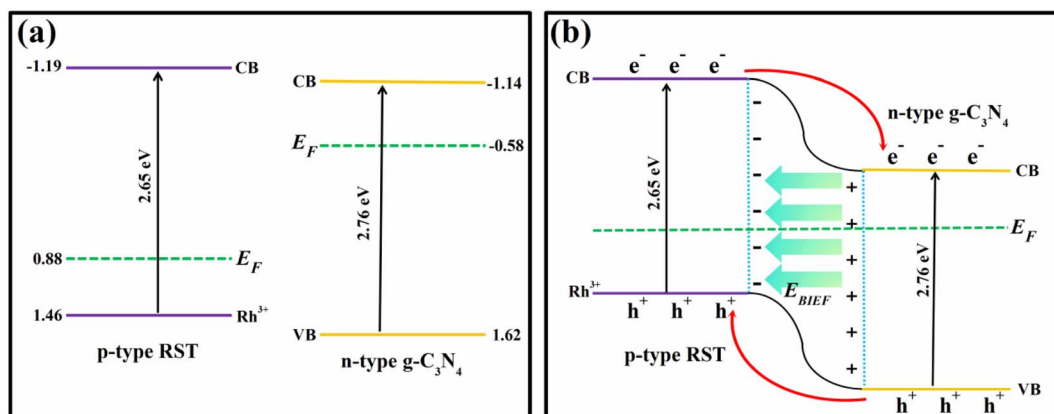 (a)
-1.19
CB
2.65 eV
0.88
E_F
1.46
Rh³⁺
p-type RST
CB
-1.14
E_F
-0.58
2.76 eV
VB
1.62
n-type g-C₃N₄
(b)
CB
e⁻ e⁻ e⁻
2.65 eV
Rh³⁺
h⁺ h⁺ h⁺
p-type RST
- - - - - -
E_BIEF
+ + + + + +
n-type g-C₃N₄
e⁻ e⁻ e⁻
CB
E_F
2.76 eV
VB
h⁺ h⁺ h⁺